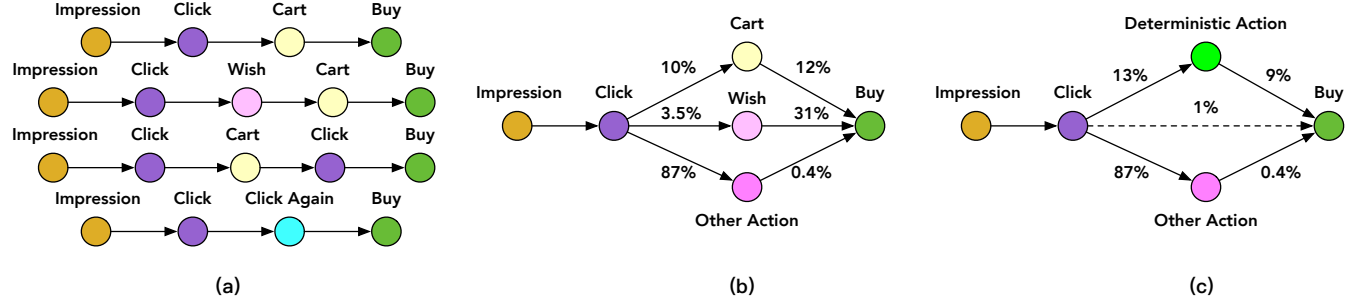 Impression Click Cart Buy
Impression Click Wish Cart Buy
Impression Click Cart Click Buy
Impression Click Click Again Buy
(a)
Cart
10% 12%
Impression Click Wish Buy
3.5% 31%
87% 0.4%
Other Action
(b)
Deterministic Action
13% 9%
Impression Click 1% Buy
87% 0.4%
Other Action
(c)